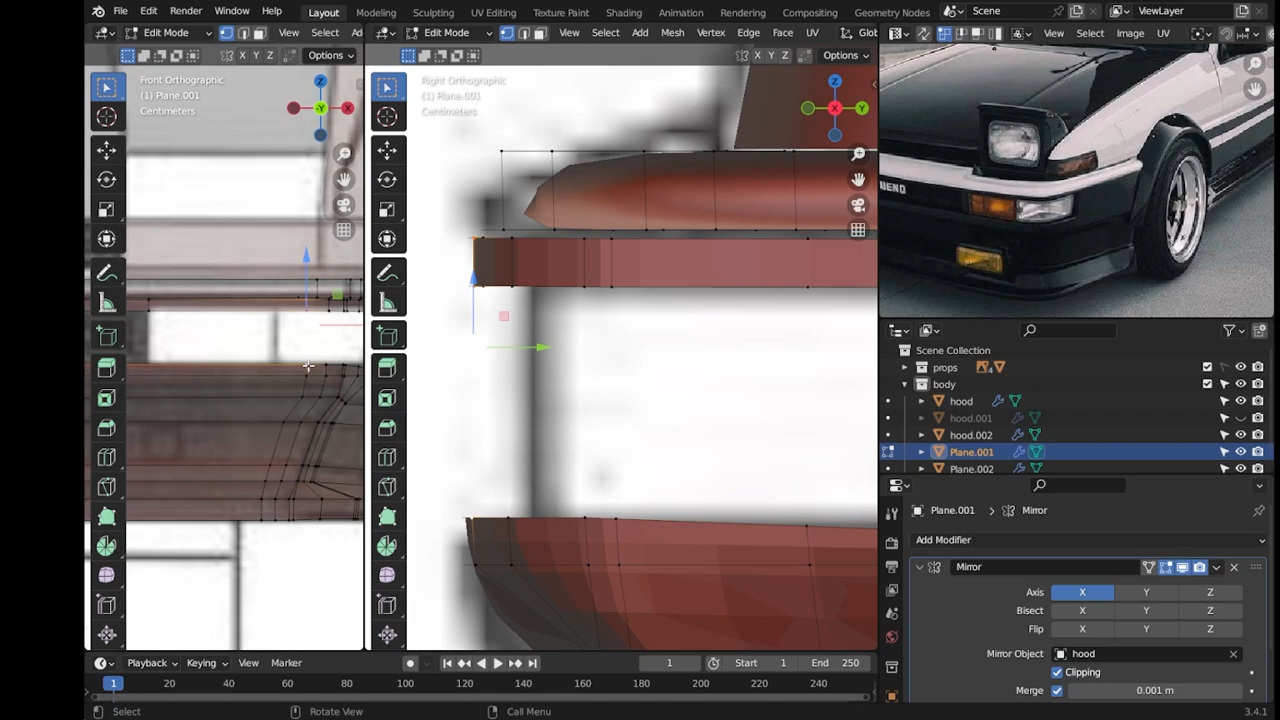 File Edit Render Window Help Layout Modeling Sculpting UV Editing Texture Paint Shading Animation Rendering Compositing Geometry Nodes Scene ViewLayer
Edit Mode View Select Ad
Edit Mode View Select Add Mesh Vertex Edge Face UV Glob
View Select Image UV
X Y Z Options
X Y Z Options
Front Orthographic
(1) Plane.001
Centimeters
Z
Y
X
Right Orthographic
(1) Plane.001
Centimeters
Z
X
Y
Scene Collection
props 4
body
hood
hood.001
hood.002
Plane.001
Plane.002
Plane.001 Mirror
Add Modifier
Mirror
Axis X Y Z
Bisect X Y Z
Flip X Y Z
Mirror Object hood
Clipping
Merge 0.001 m
Playback Keying View Marker 1 Start 1 End 250
1 20 40 60 80 100 120 140 160 180 200 220 240
Select Rotate View Call Menu 3.4.1